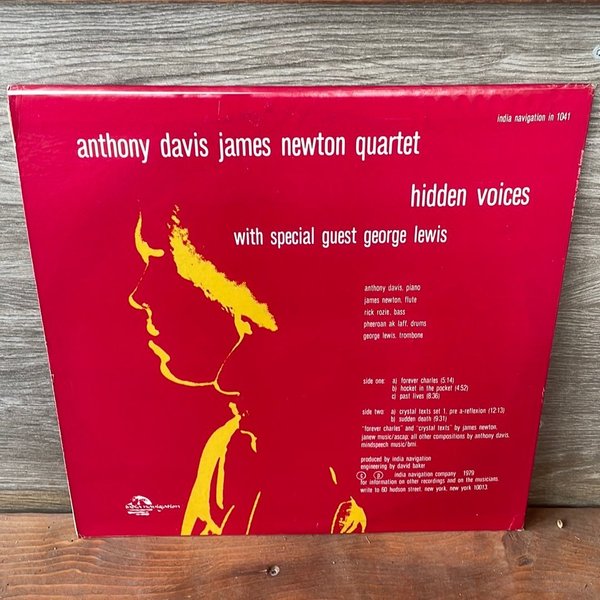 india navigation in 1041
anthony davis james newton quartet
hidden voices
with special guest george lewis
anthony davis, piano
james newton, flute
rick rozie, bass
pheeroan ak laff, drums
george lewis, trombone
side one: a) forever charles (5:14)
b) hocket in the pocket (4:52)
c) past lives (8:36)
side two: a) crystal texts set 1, pre a-reflexion (12:13)
b) sudden death (9:31)
"forever charles" and "crystal texts" by james newton,
janew music/ascap; all other compositions by anthony davis,
mindspeech music/bmi.
produced by india navigation
engineering by david baker
c p india navigation company 1979
for information on other recordings and on the musicians,
write to 60 hudson street, new york, new york 10013
india navigation